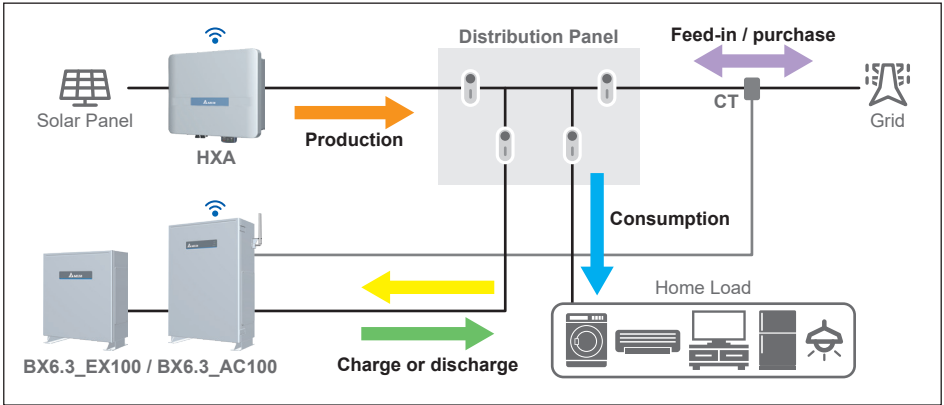 Distribution Panel
Feed-in / purchase
Solar Panel
HXA
Production
CT
Grid
Consumption
Home Load
BX6.3_EX100 / BX6.3_AC100
Charge or discharge